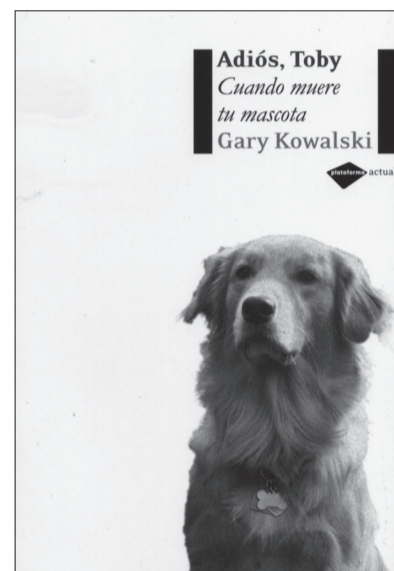 Adiós, Toby
Cuando muere
tu mascota
Gary Kowalski
plataforma actual